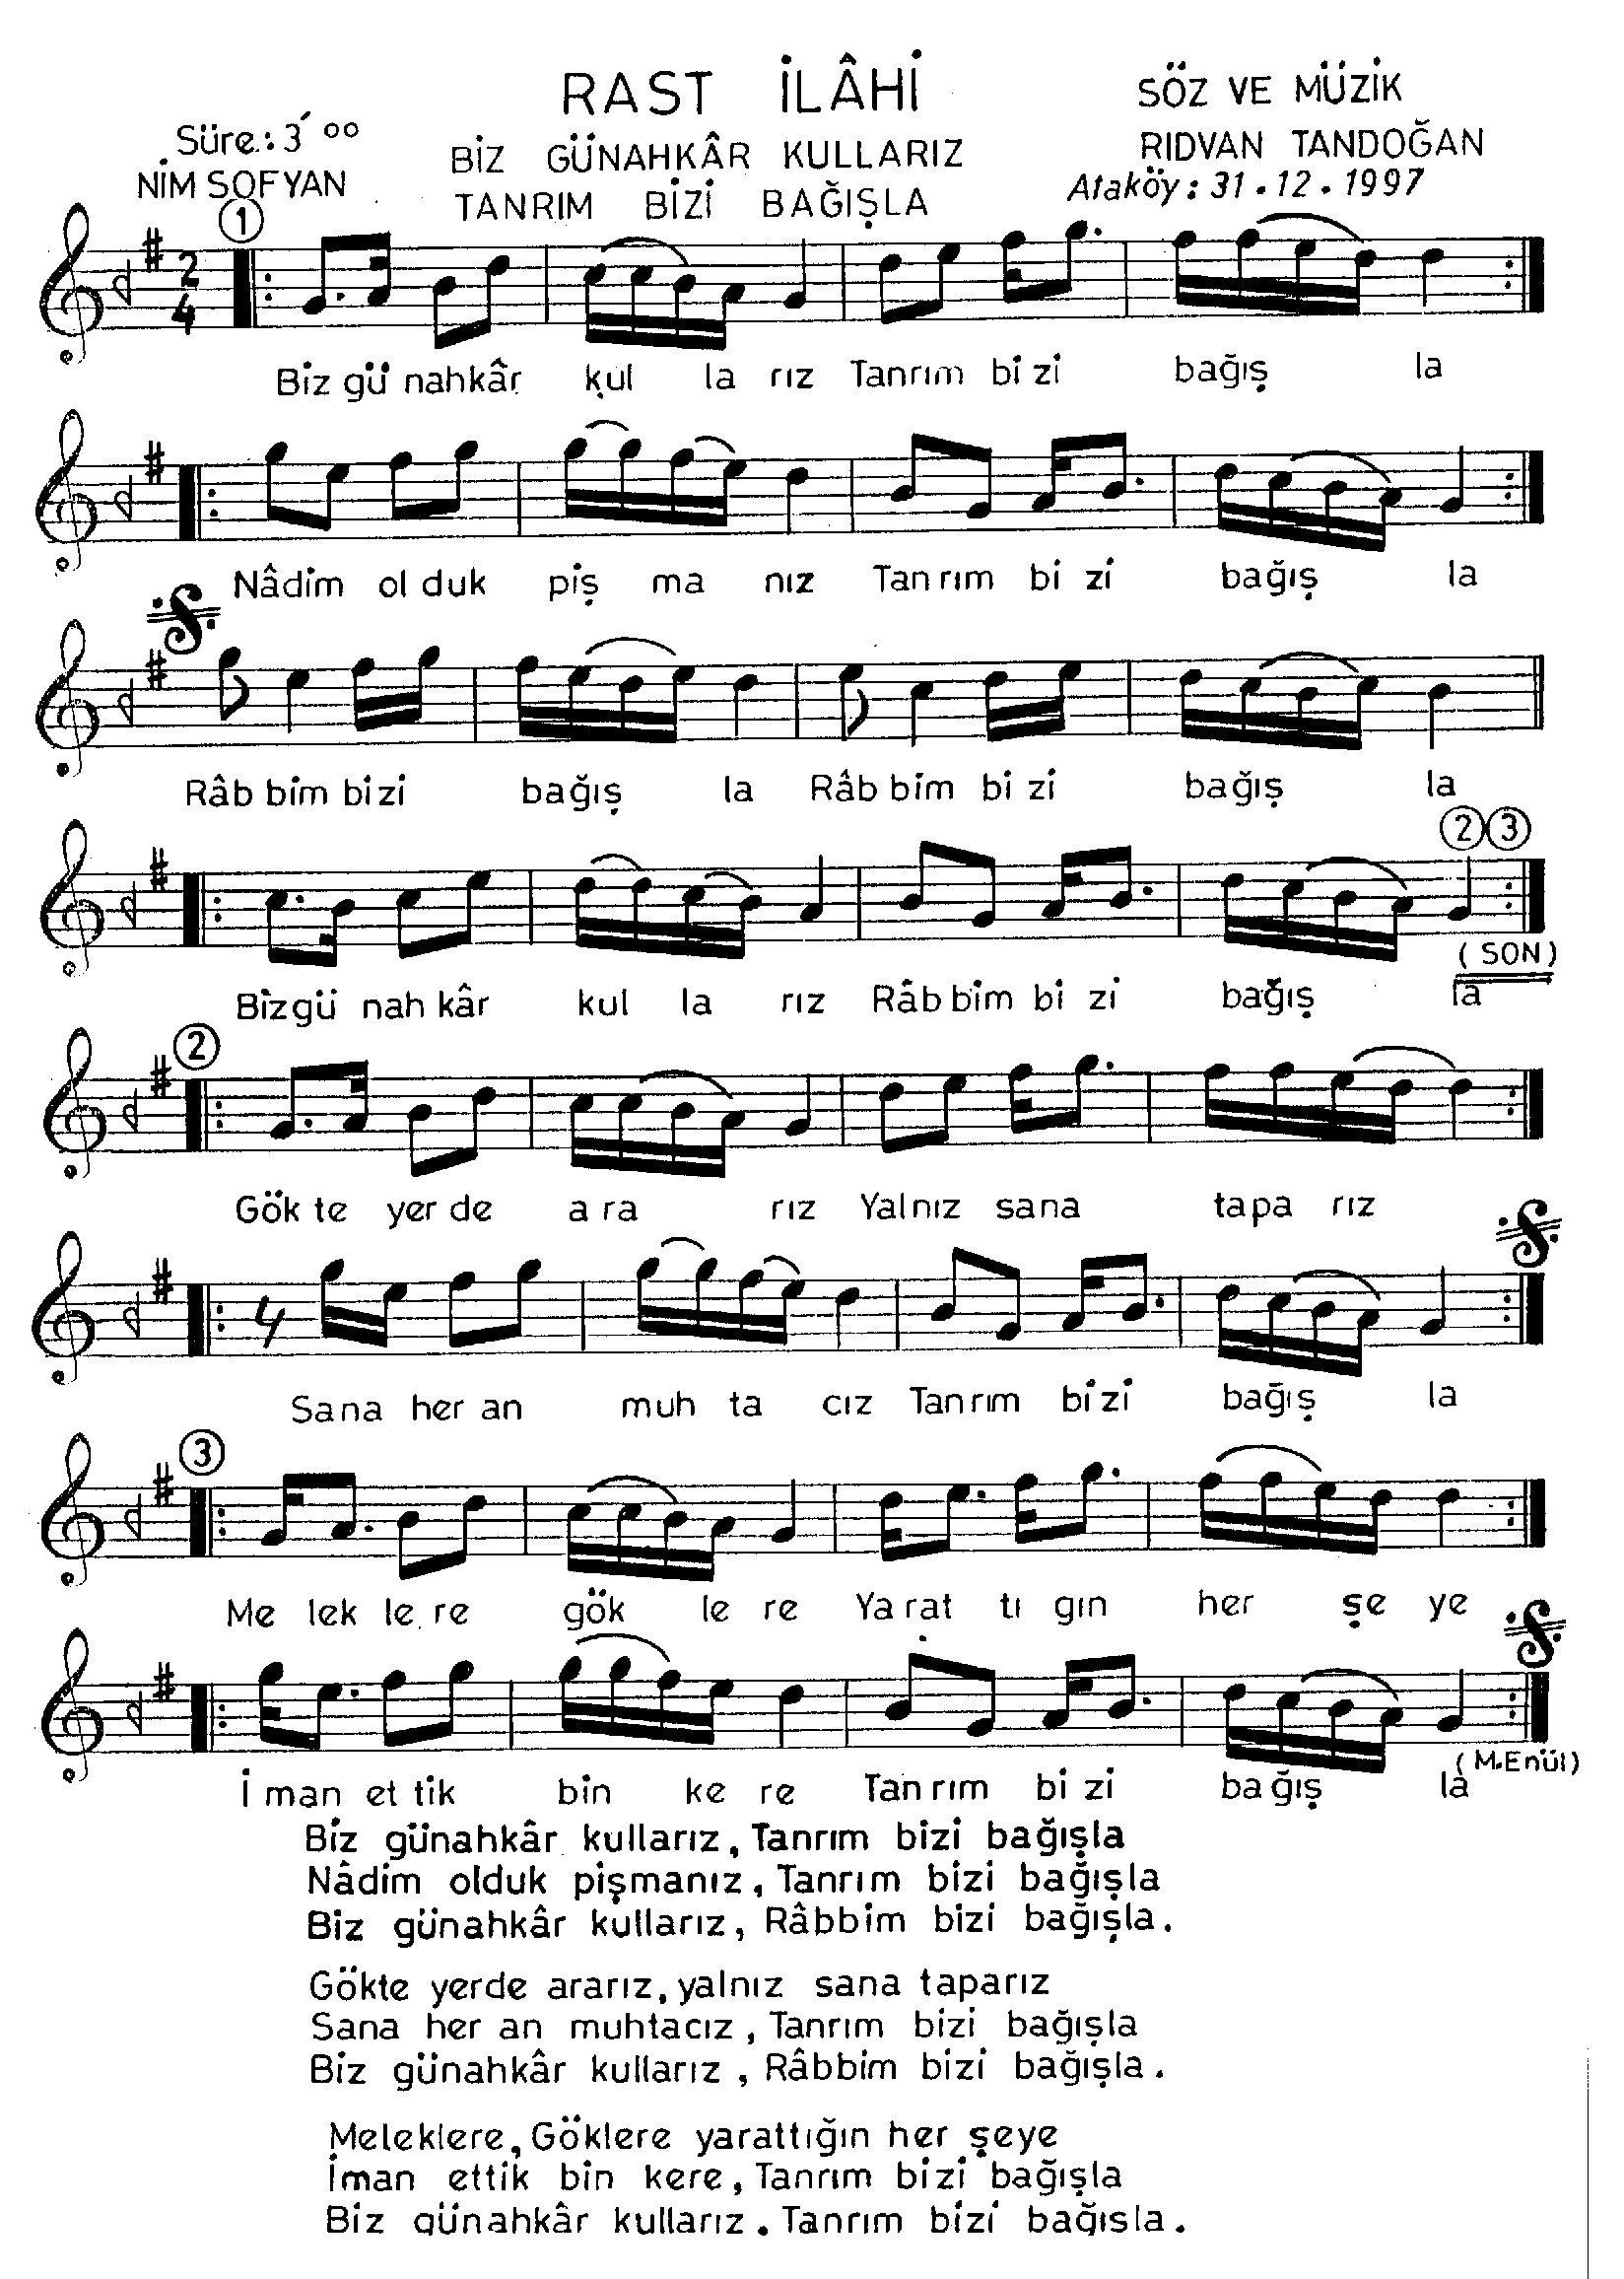 RAST İLÂHİ
SÖZ VE MÜZİK
Süre: 3´ 00
BİZ GÜNAHKÂR KULLARIZ
RIDVAN TANDOĞAN
NİM SOFYAN
TANRIM BİZİ BAĞIŞLA
Ataköy: 31.12.1997
1
2 4
Biz gü nahkâr kul la rız Tanrım bi zi bağış la
Nâdim ol duk piş ma nız Tan rım bi zi bağış la
Râb bim bi zi bağış la Râb bim bi zi bağış la
2 3
(SON)
Biz gü nah kâr kul la rız Râb bim bi zi bağış la
2
Gök te yer de a ra rız Yal nız sana tapa rız
Sa na her an muh ta cız Tan rım bi zi bağış la
3
Me lek le re gök le re Ya rat tı gın her şe ye
(M.Enül)
İ man et tik bin ke re Tan rım bi zi ba ğış la
Biz günahkâr kullarız, Tanrım bizi bağışla
Nâdim olduk pişmanız, Tanrım bizi bağışla
Biz günahkâr kullarız, Râbbim bizi bağışla.
Gökte yerde ararız, yalnız sana taparız
Sana her an muhtacız, Tanrım bizi bağışla
Biz günahkâr kullarız, Râbbim bizi bağışla.
Meleklere, Göklere yarattığın her şeye
İman ettik bin kere, Tanrım bizi bağışla
Biz günahkâr kullarız. Tanrım bizi bağısla.